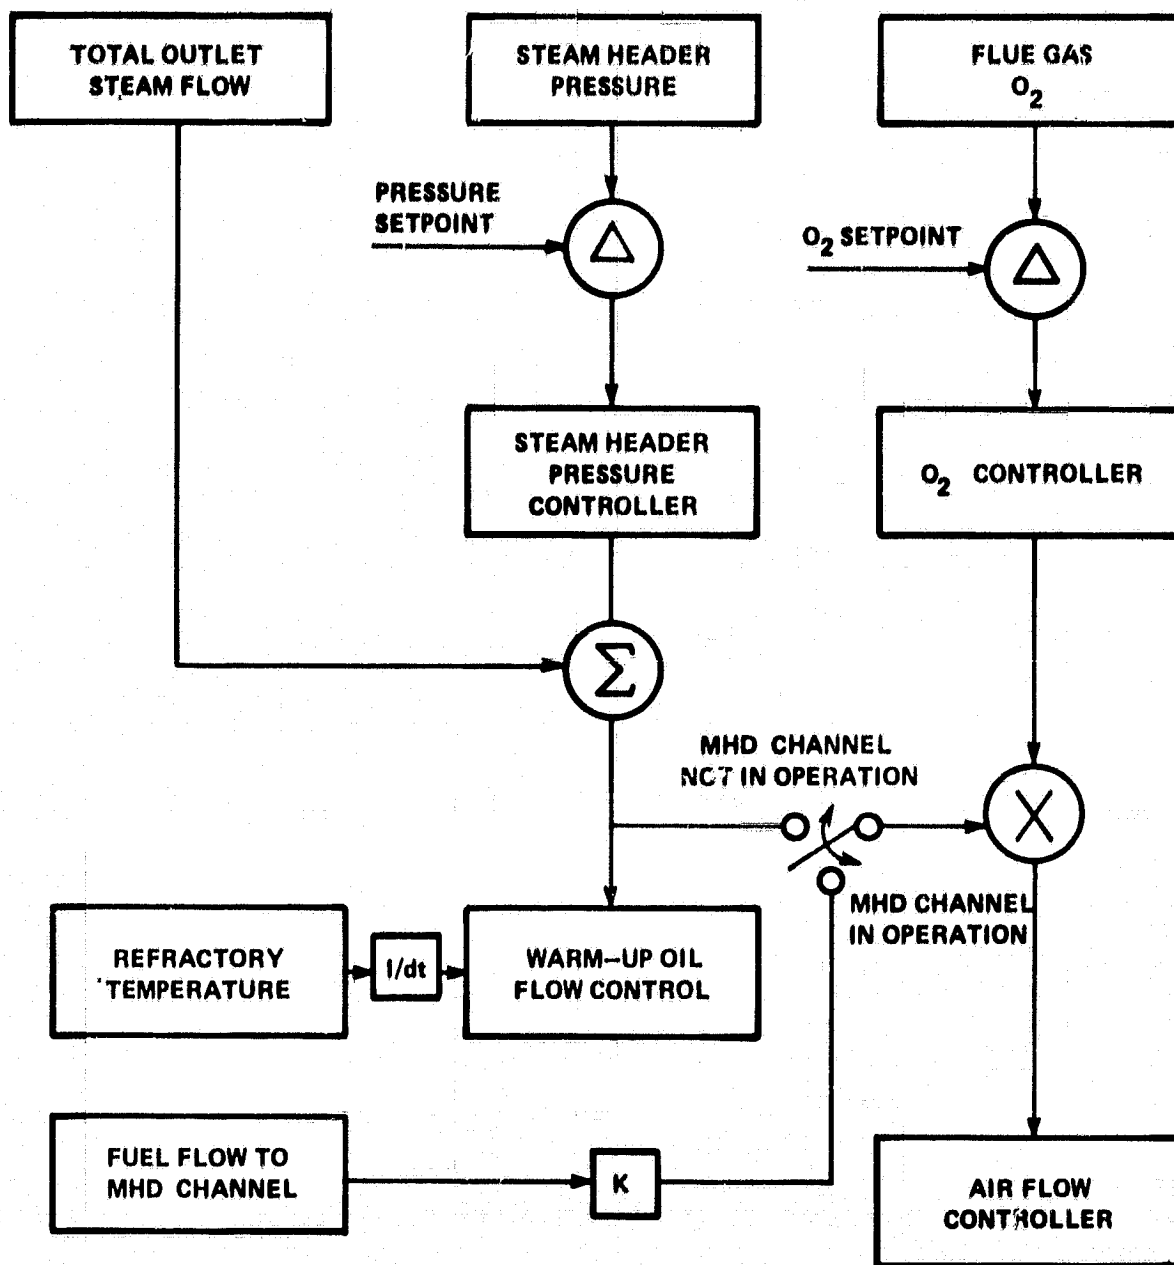 TOTAL OUTLET
STEAM FLOW
STEAM HEADER
PRESSURE
FLUE GAS
O2
PRESSURE
SETPOINT
Δ
O2 SETPOINT
Δ
STEAM HEADER
PRESSURE
CONTROLLER
O2 CONTROLLER
Σ
MHD CHANNEL
NOT IN OPERATION
X
MHD CHANNEL
IN OPERATION
REFRACTORY
TEMPERATURE
I/dt
WARM-UP OIL
FLOW CONTROL
FUEL FLOW TO
MHD CHANNEL
K
AIR FLOW
CONTROLLER